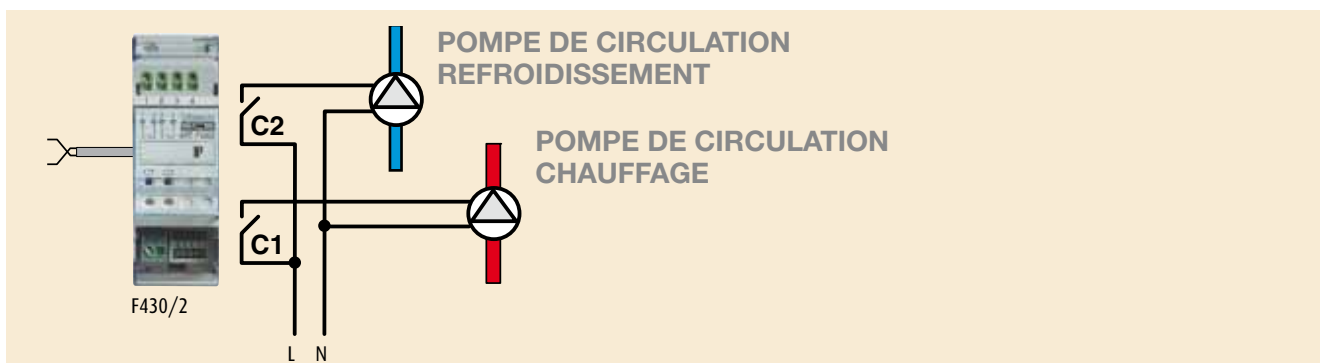 POMPE DE CIRCULATION
REFROIDISSEMENT
C2
POMPE DE CIRCULATION
CHAUFFAGE
C1
F430/2
L N